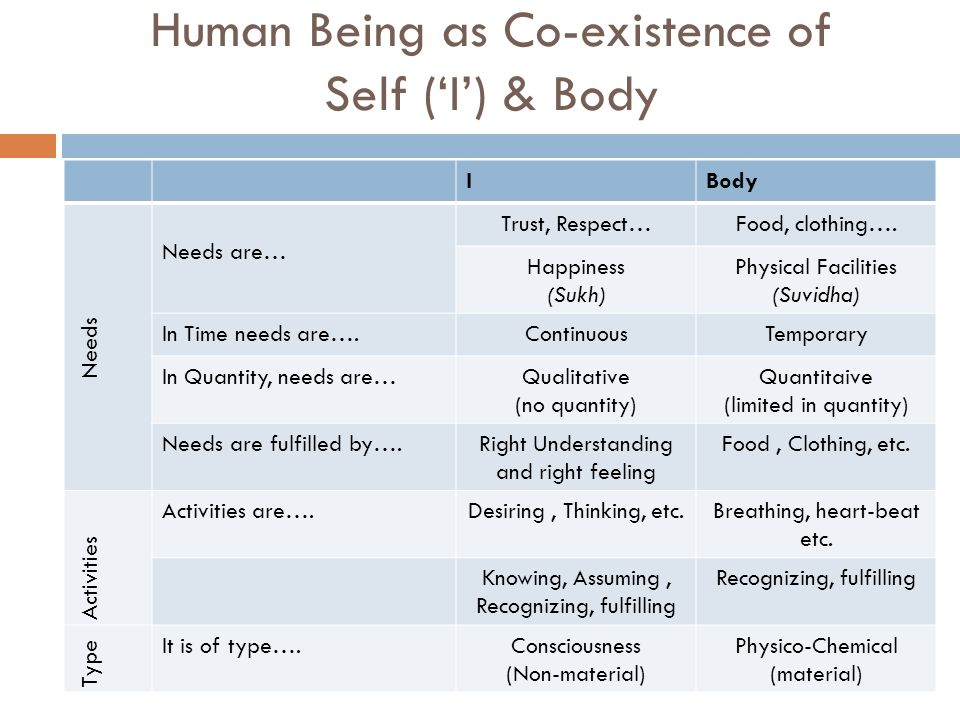 Human Being as Co-existence of
Self (‘I’) & Body
I Body
Needs
Needs are… Trust, Respect… Food, clothing….
Happiness Physical Facilities
(Sukh) (Suvidha)
In Time needs are…. Continuous Temporary
In Quantity, needs are… Qualitative Quantitaive
(no quantity) (limited in quantity)
Needs are fulfilled by…. Right Understanding Food , Clothing, etc.
and right feeling
Activities
Activities are…. Desiring , Thinking, etc. Breathing, heart-beat
etc.
Knowing, Assuming , Recognizing, fulfilling
Recognizing, fulfilling
Type
It is of type…. Consciousness Physico-Chemical
(Non-material) (material)